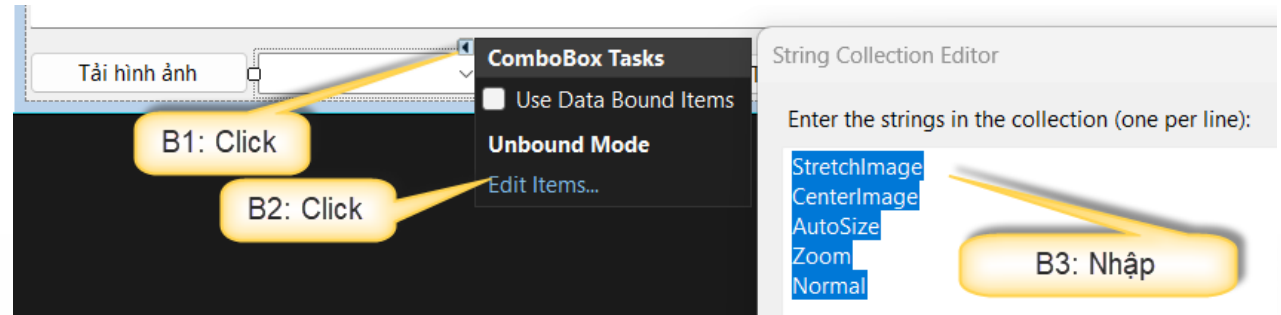 Tải hình ảnh
B1: Click
B2: Click
ComboBox Tasks
Use Data Bound Items
Unbound Mode
Edit Items...
String Collection Editor
Enter the strings in the collection (one per line):
StretchImage
CenterImage
AutoSize
Zoom
Normal
B3: Nhập